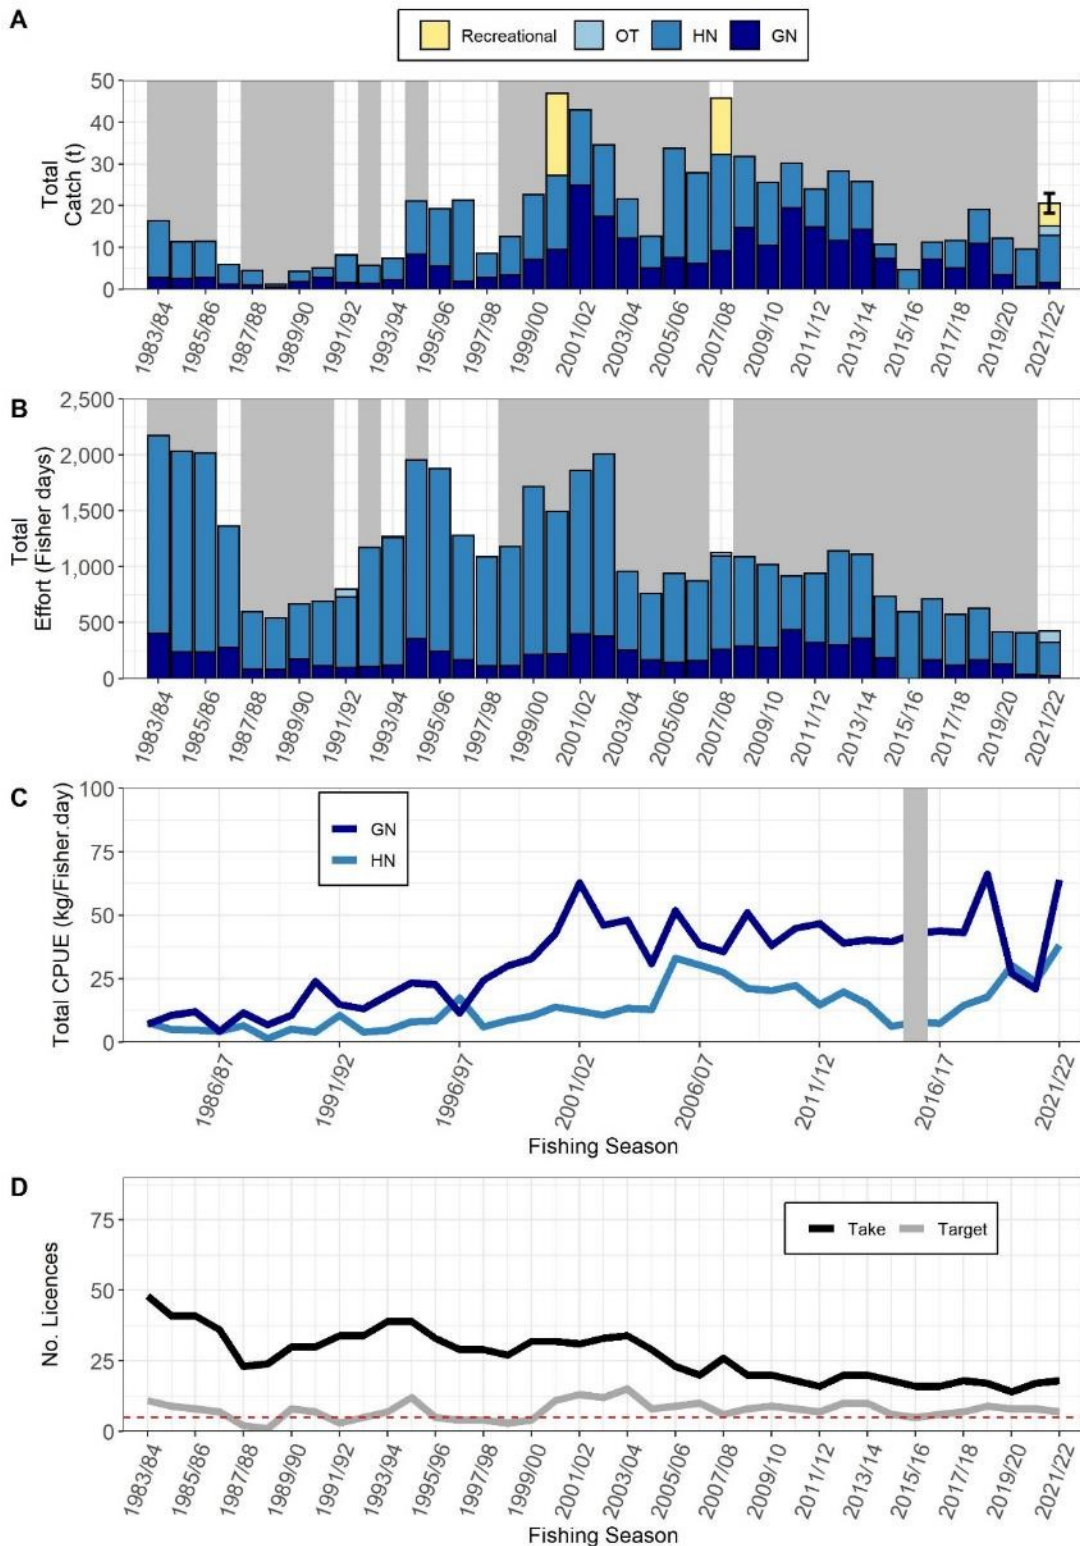 A
Recreational OT HN GN
Total
Catch (t)
50
40
30
20
10
0
1983/84 1985/86 1987/88 1989/90 1991/92 1993/94 1995/96 1997/98 1999/00 2001/02 2003/04 2005/06 2007/08 2009/10 2011/12 2013/14 2015/16 2017/18 2019/20 2021/22
B
Total
Effort (Fisher days)
2,500
2,000
1,500
1,000
500
0
1983/84 1985/86 1987/88 1989/90 1991/92 1993/94 1995/96 1997/98 1999/00 2001/02 2003/04 2005/06 2007/08 2009/10 2011/12 2013/14 2015/16 2017/18 2019/20 2021/22
C
Total CPUE (kg/Fisher.day)
100
75
50
25
0
GN
HN
1986/87 1991/92 1996/97 2001/02 2006/07 2011/12 2016/17 2021/22
Fishing Season
D
No. Licences
75
50
25
0
Take Target
1983/84 1985/86 1987/88 1989/90 1991/92 1993/94 1995/96 1997/98 1999/00 2001/02 2003/04 2005/06 2007/08 2009/10 2011/12 2013/14 2015/16 2017/18 2019/20 2021/22
Fishing Season